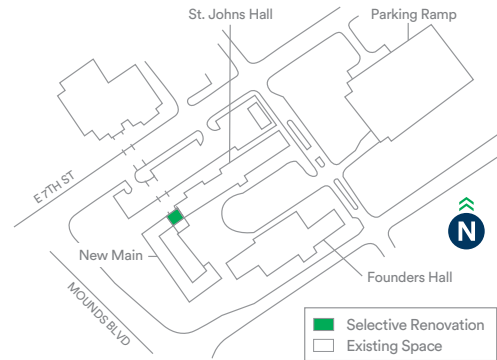 St. Johns Hall
Parking Ramp
E 7TH ST
New Main
MOUNDS BLVD
Founders Hall
N
Selective Renovation
Existing Space